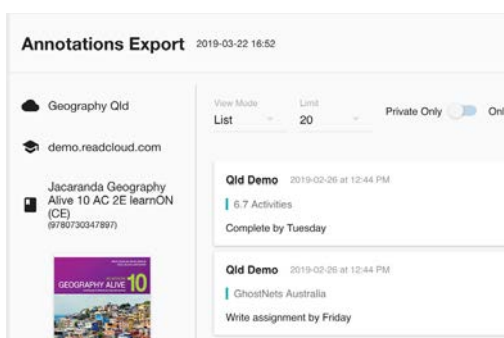 Annotations Export 2019-03-22 16:52
Geography Qld
demo.readcloud.com
Jacaranda Geography
Alive 10 AC 2E learnON
(CE)
(9780730347897)
GEOGRAPHY ALIVE 10
View Mode
List
Limit
20
Private Only
Onl
Qld Demo 2019-02-26 at 12:44 PM
6.7 Activities
Complete by Tuesday
Qld Demo 2019-02-26 at 12:44 PM
GhostNets Australia
Write assignment by Friday